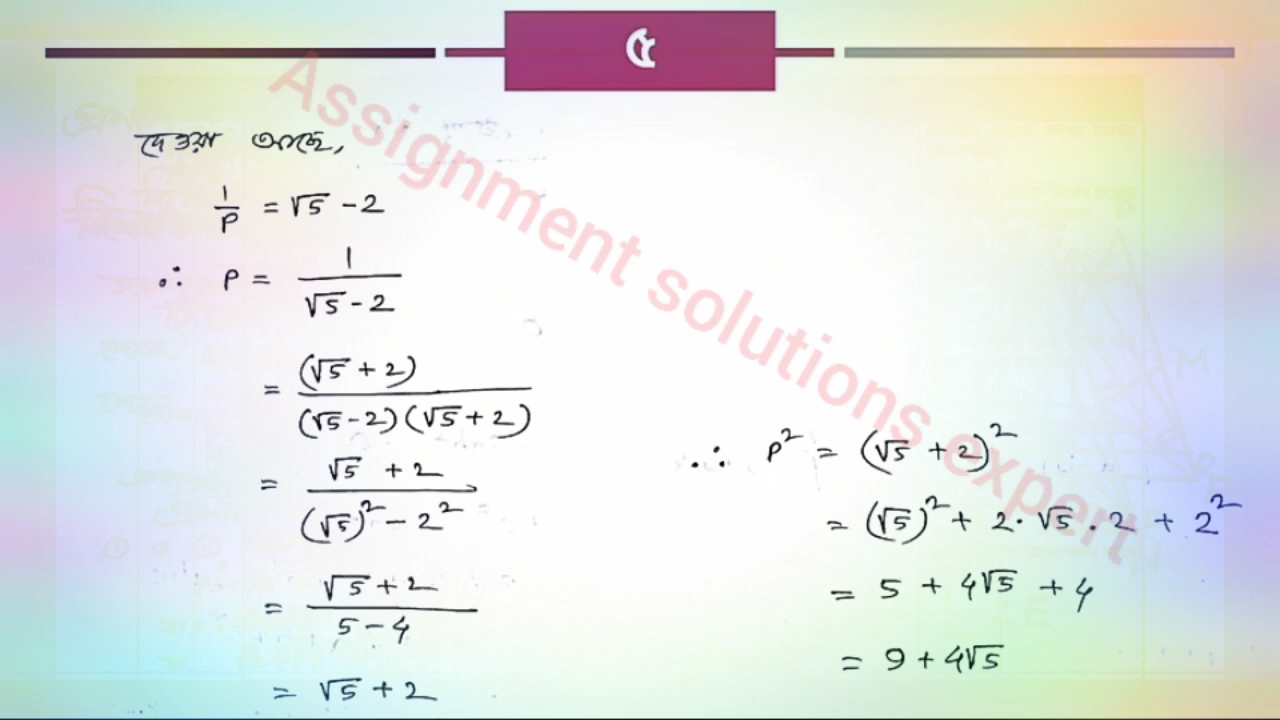 ৫
দেওয়া আছে,
1/P = √5 - 2
∴ P = 1/(√5 - 2)
= (√5 + 2)/((√5 - 2)(√5 + 2))
= (√5 + 2)/((√5)² - 2²)
= (√5 + 2)/(5 - 4)
= √5 + 2
∴ P² = (√5 + 2)²
= (√5)² + 2·√5·2 + 2²
= 5 + 4√5 + 4
= 9 + 4√5
Assignment solutions expert